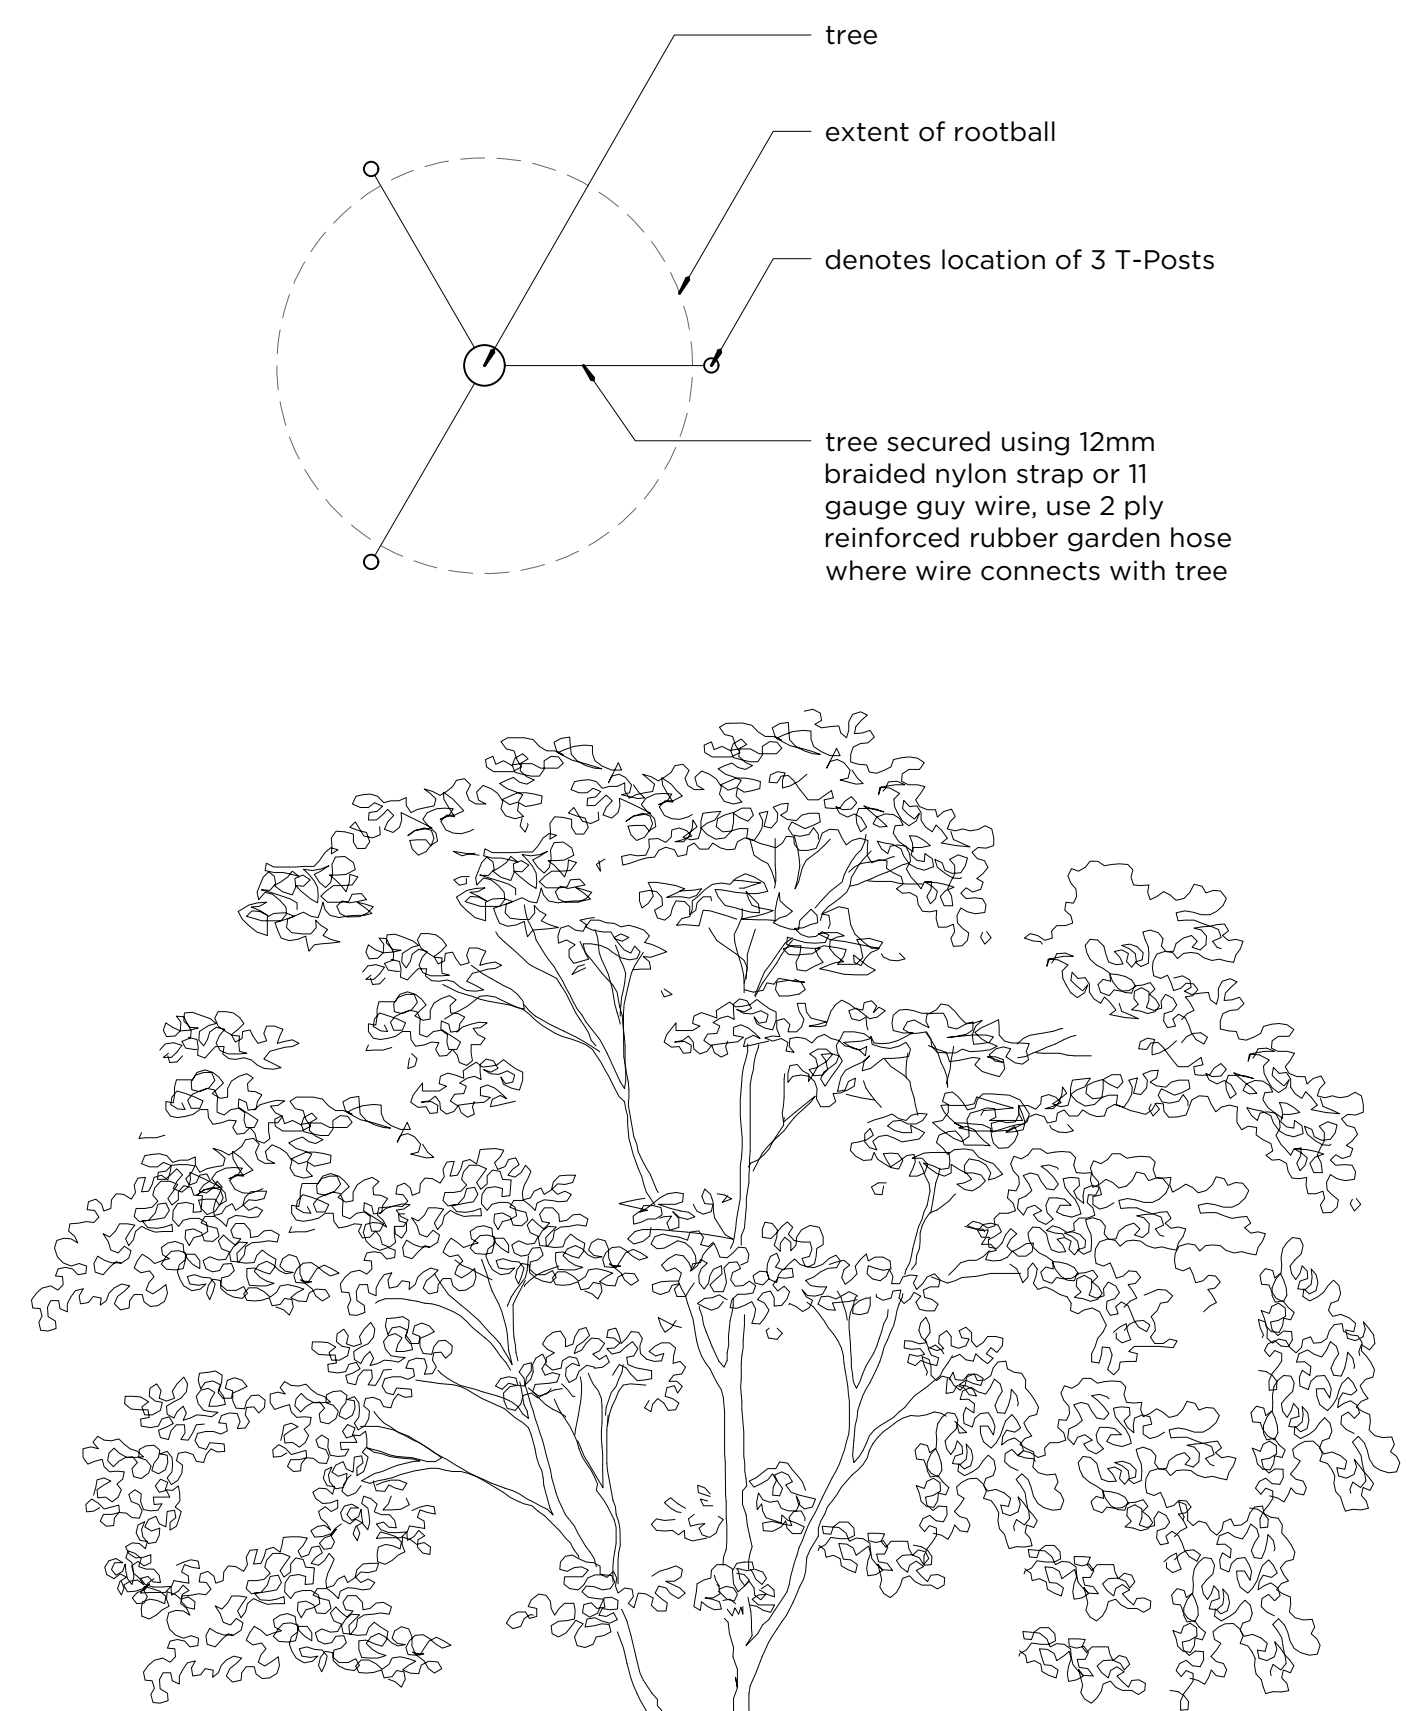 tree
extent of rootball
denotes location of 3 T-Posts
tree secured using 12mm
braided nylon strap or 11
gauge guy wire, use 2 ply
reinforced rubber garden hose
where wire connects with tree